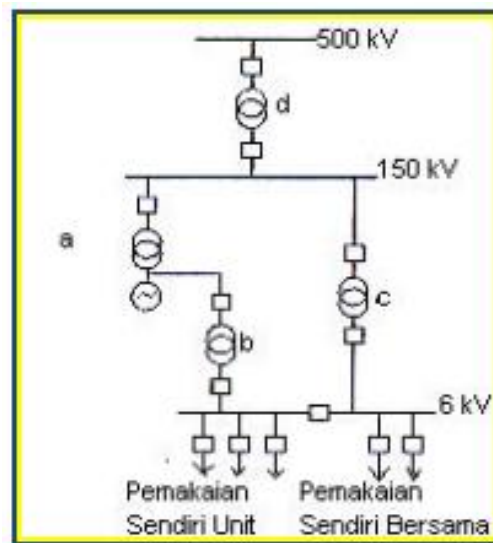 500 kV
d
150 kV
a
c
b
6 kV
Pemakaian Sendiri Unit
Pemakaian Sendiri Bersama